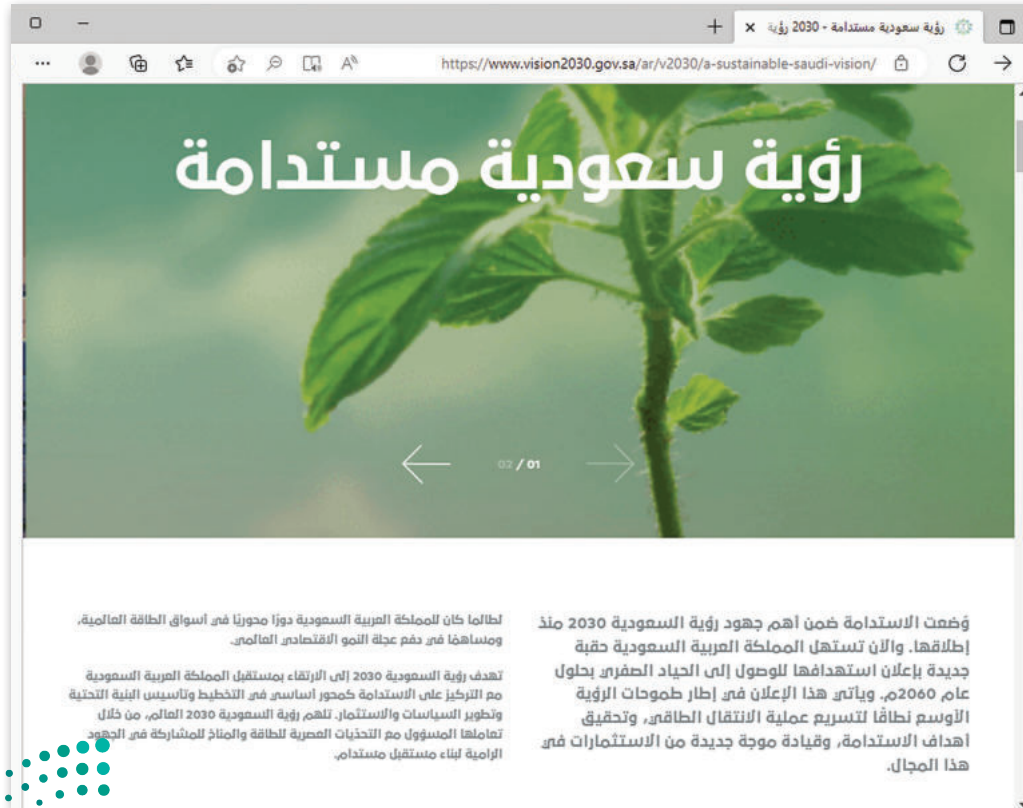 رؤية سعودية مستدامة - 2030 رؤية
https://www.vision2030.gov.sa/ar/v2030/a-sustainable-saudi-vision/
رؤية سعودية مستدامة
02 / 01
وُضعت الاستدامة ضمن أهم جهود رؤية السعودية 2030 منذ
إطلاقها. والآن تستهل المملكة العربية السعودية حقبة
جديدة بإعلان استهدافها للوصول إلى الحياد الصفري بحلول
عام 2060م. ويأتي هذا الإعلان في إطار طموحات الرؤية
الأوسع نطاقًا لتسريع عملية الانتقال الطاقي، وتحقيق
أهداف الاستدامة، وقيادة موجة جديدة من الاستثمارات في
هذا المجال.
لطالما كان للمملكة العربية السعودية دورًا محوريًا في أسواق الطاقة العالمية،
ومساهمًا في دفع عجلة النمو الاقتصادي العالمي.
تهدف رؤية السعودية 2030 إلى الارتقاء بمستقبل المملكة العربية السعودية
مع التركيز على الاستدامة كمحور أساسي في التخطيط وتأسيس البنية التحتية
وتطوير السياسات والاستثمار. تلهم رؤية السعودية 2030 العالم، من خلال
تعاملها المسؤول مع التحديات العصرية للطاقة والمناخ للمشاركة في الجهود
الرامية لبناء مستقبل مستدام.